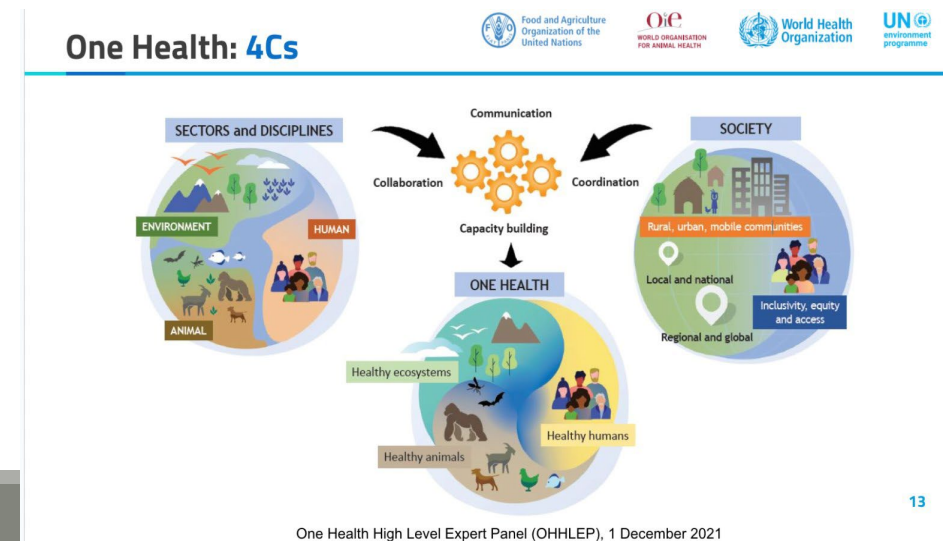 One Health: 4Cs
FAO
Food and Agriculture
Organization of the
United Nations
Oie
WORLD ORGANISATION
FOR ANIMAL HEALTH
World Health
Organization
UN
environment
programme
SECTORS and DISCIPLINES
ENVIRONMENT
HUMAN
ANIMAL
Communication
Collaboration
Coordination
Capacity building
SOCIETY
Rural, urban, mobile communities
Local and national
Inclusivity, equity
and access
Regional and global
ONE HEALTH
Healthy ecosystems
Healthy humans
Healthy animals
13
One Health High Level Expert Panel (OHHLEP), 1 December 2021